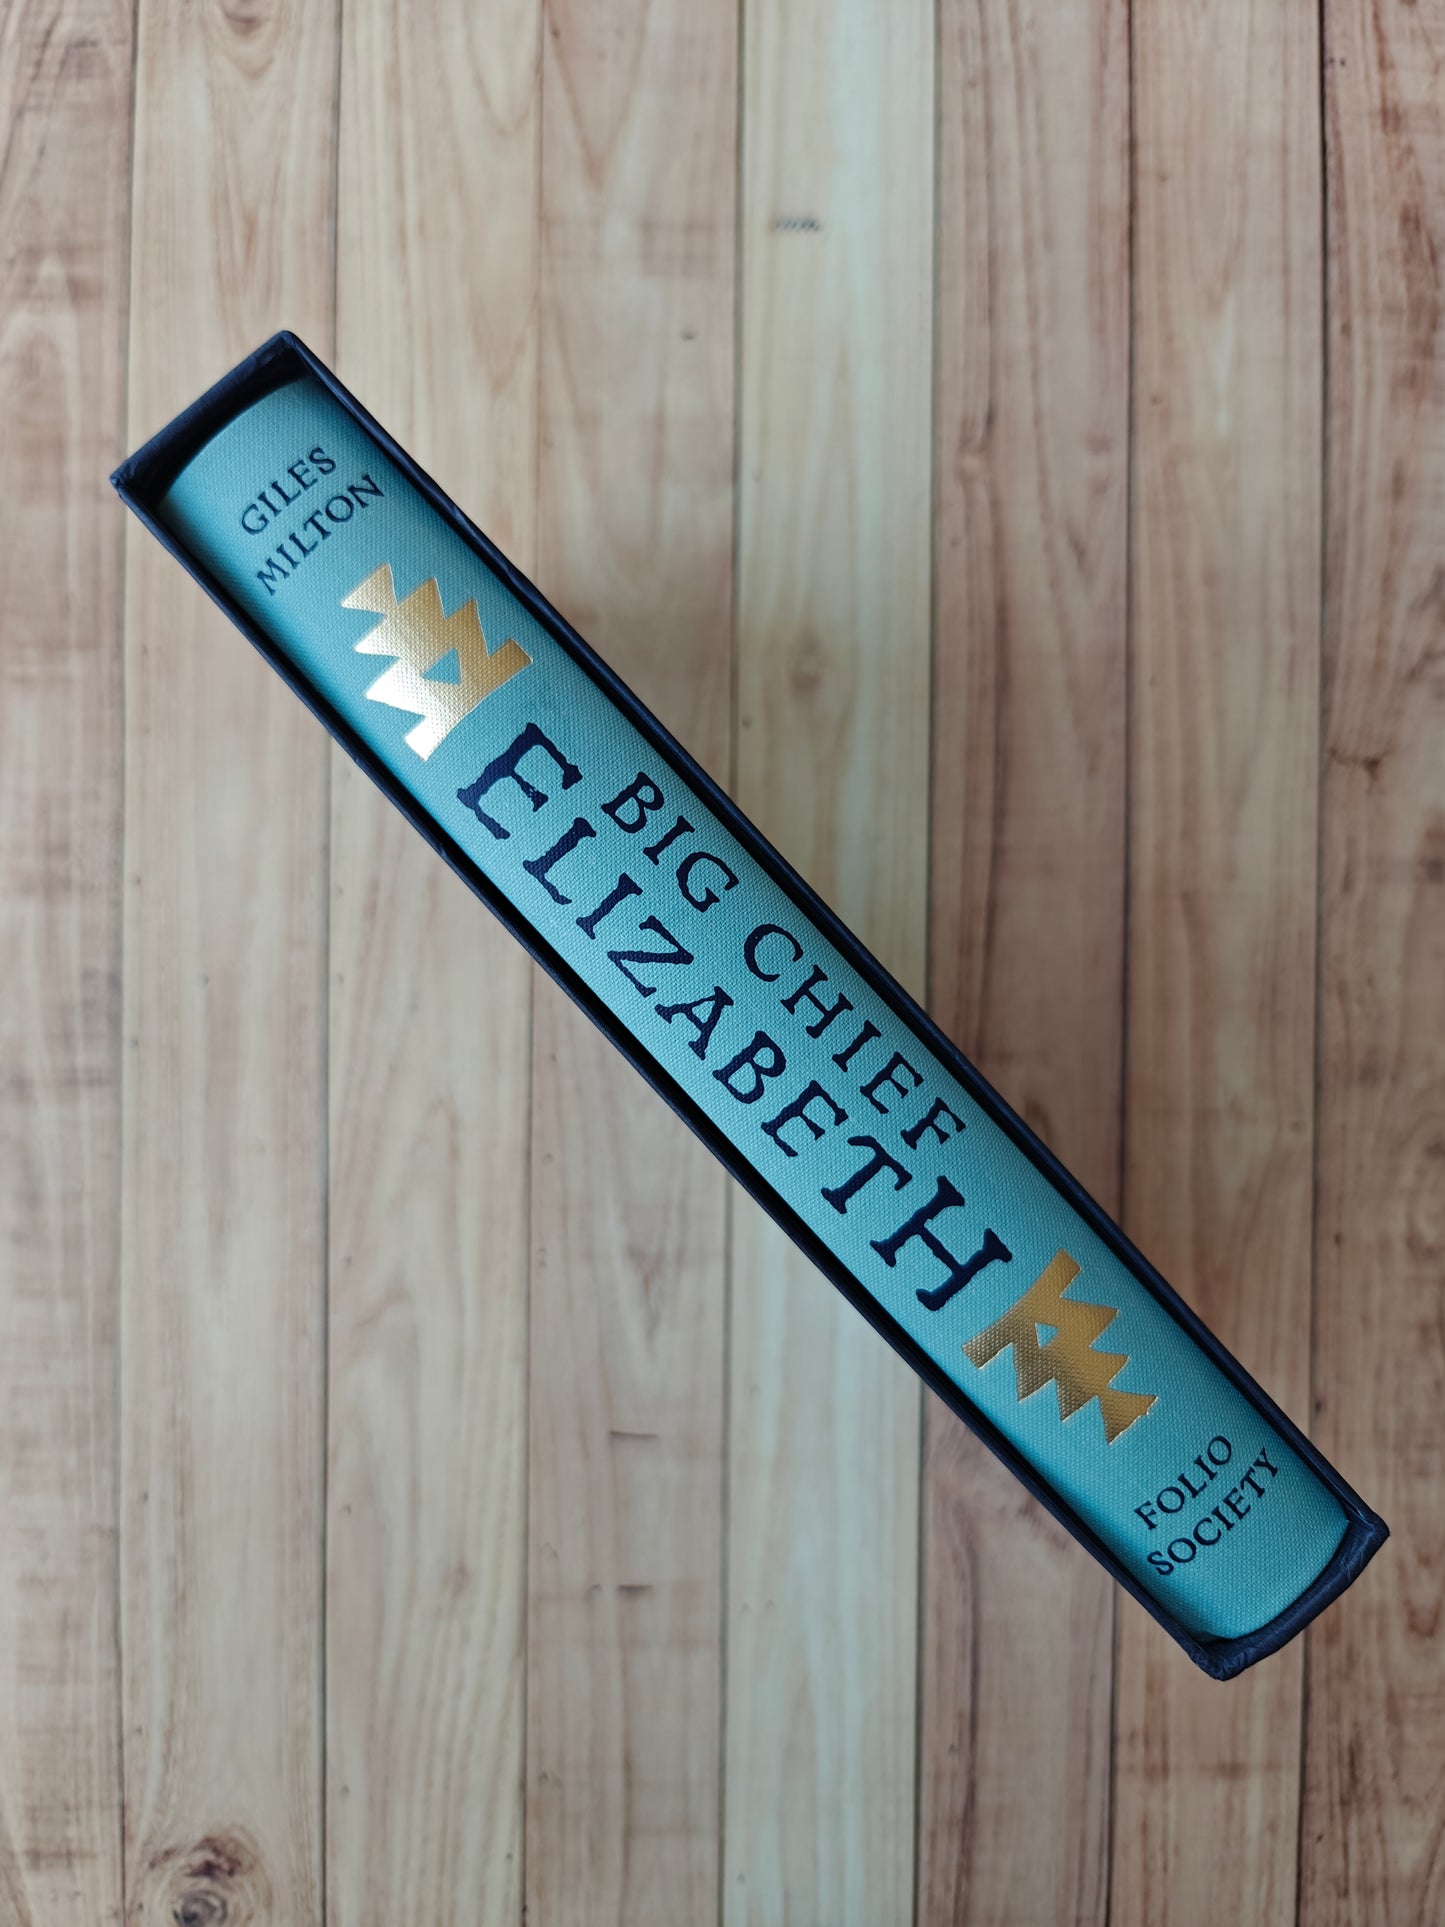 GILES
MILTON
BIG CHIEF
ELIZABETH
FOLIO
SOCIETY